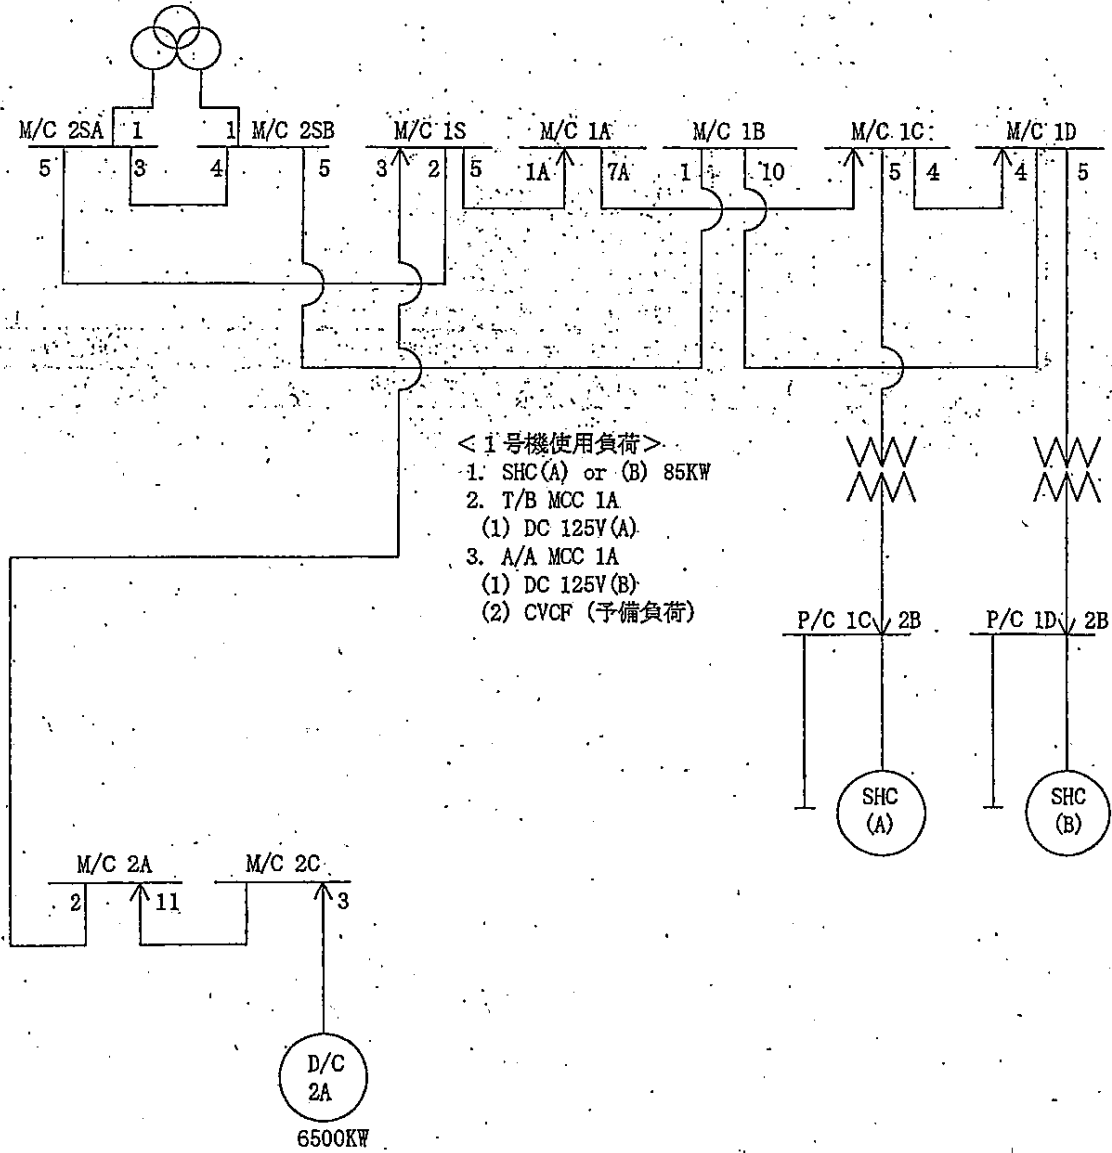 M/C 2SA
1
1
M/C 2SB
M/C 1S
M/C 1A
M/C 1B
M/C 1C
M/C 1D
5
3
4
5
3
2
5
1A
7A
1
10
5
4
4
5
<1号機使用負荷>
1. SHC(A) or (B) 85KW
2. T/B MCC 1A
(1) DC 125V(A)
3. A/A MCC 1A
(1) DC 125V(B)
(2) CVCF (予備負荷)
P/C 1C
2B
P/C 1D
2B
SHC
(A)
SHC
(B)
M/C 2A
M/C 2C
2
11
3
D/C
2A
6500KW